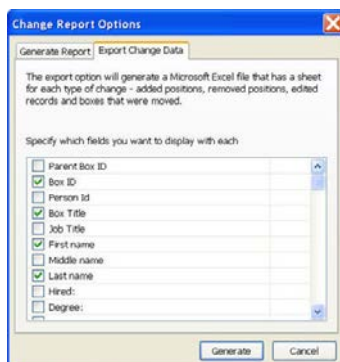 Change Report Options
Generate Report
Export Change Data
The export option will generate a Microsoft Excel file that has a sheet
for each type of change - added positions, removed positions, edited
records and boxes that were moved.
Specify which fields you want to display with each
Parent Box ID
Box ID
Person Id
Box Title
Job Title
First name
Middle name
Last name
Hired:
Degree:
Generate
Cancel